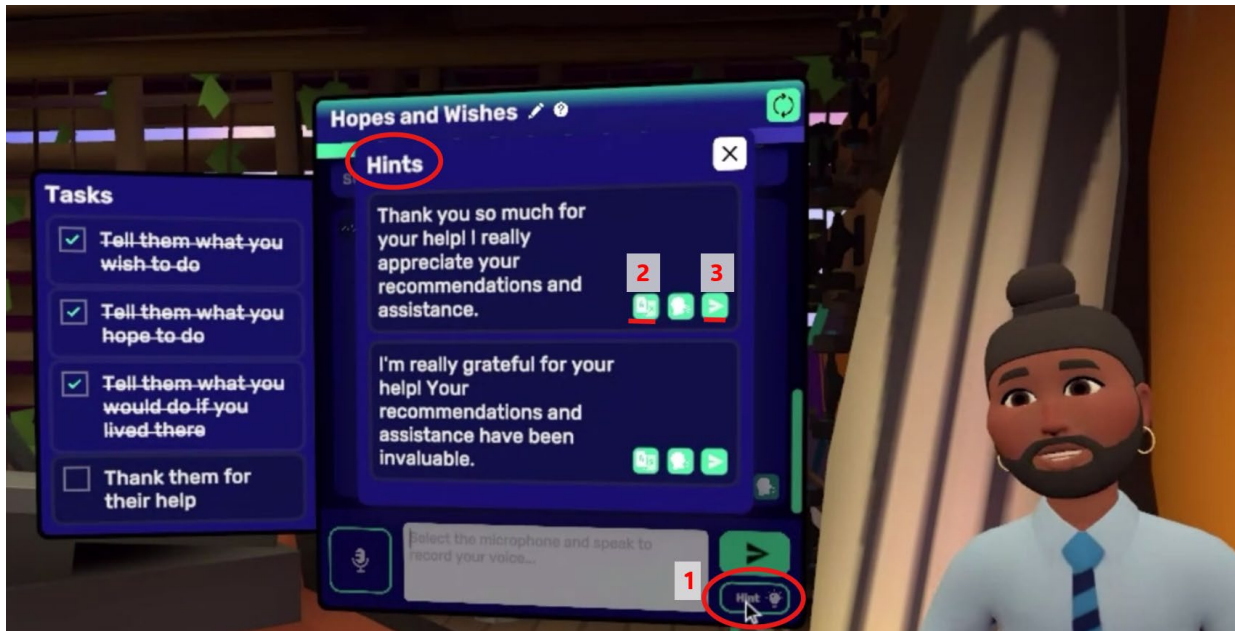 Hopes and Wishes
Hints
Tasks
Tell them what you
wish to do
Tell them what you
hope to do
Tell them what you
would do if you
lived there
Thank them for
their help
Thank you so much for
your help! I really
appreciate your
recommendations and
assistance.
2
3
I'm really grateful for your
help! Your
recommendations and
assistance have been
invaluable.
Select the microphone and speak to
record your voice...
1
Hint